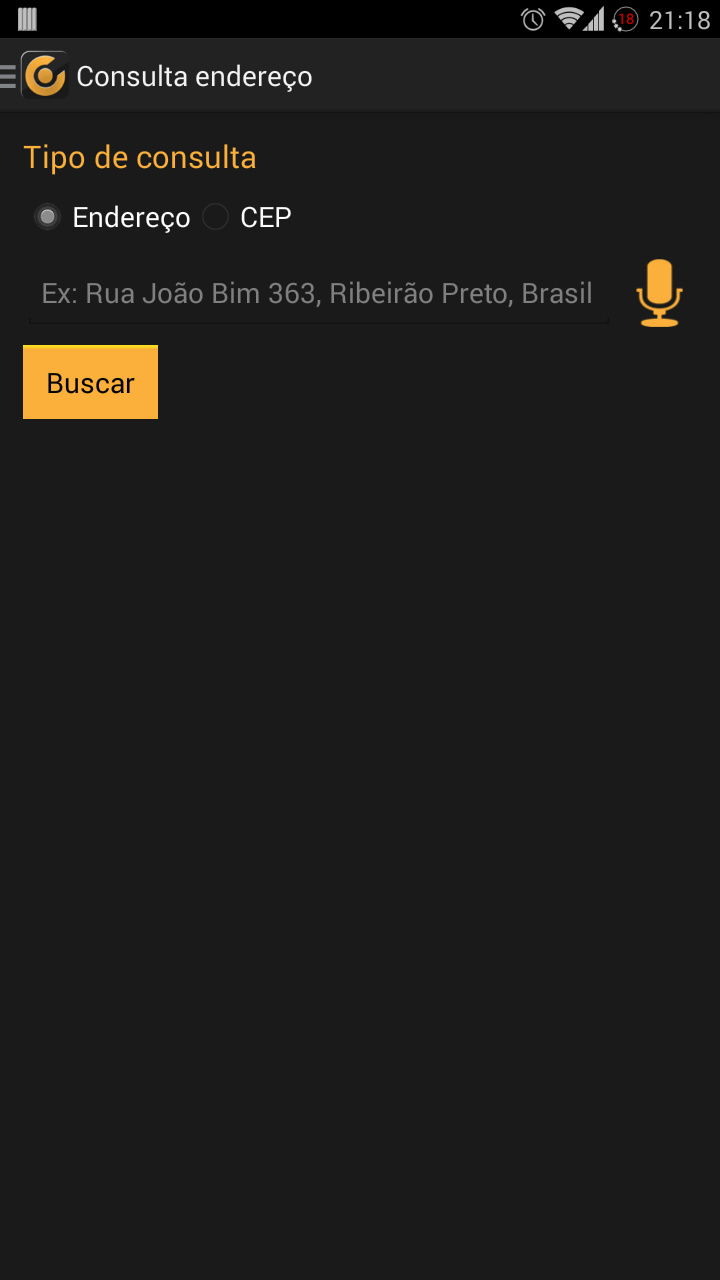 18 21:18
Consulta endereço
Tipo de consulta
Endereço CEP
Ex: Rua João Bim 363, Ribeirão Preto, Brasil
Buscar